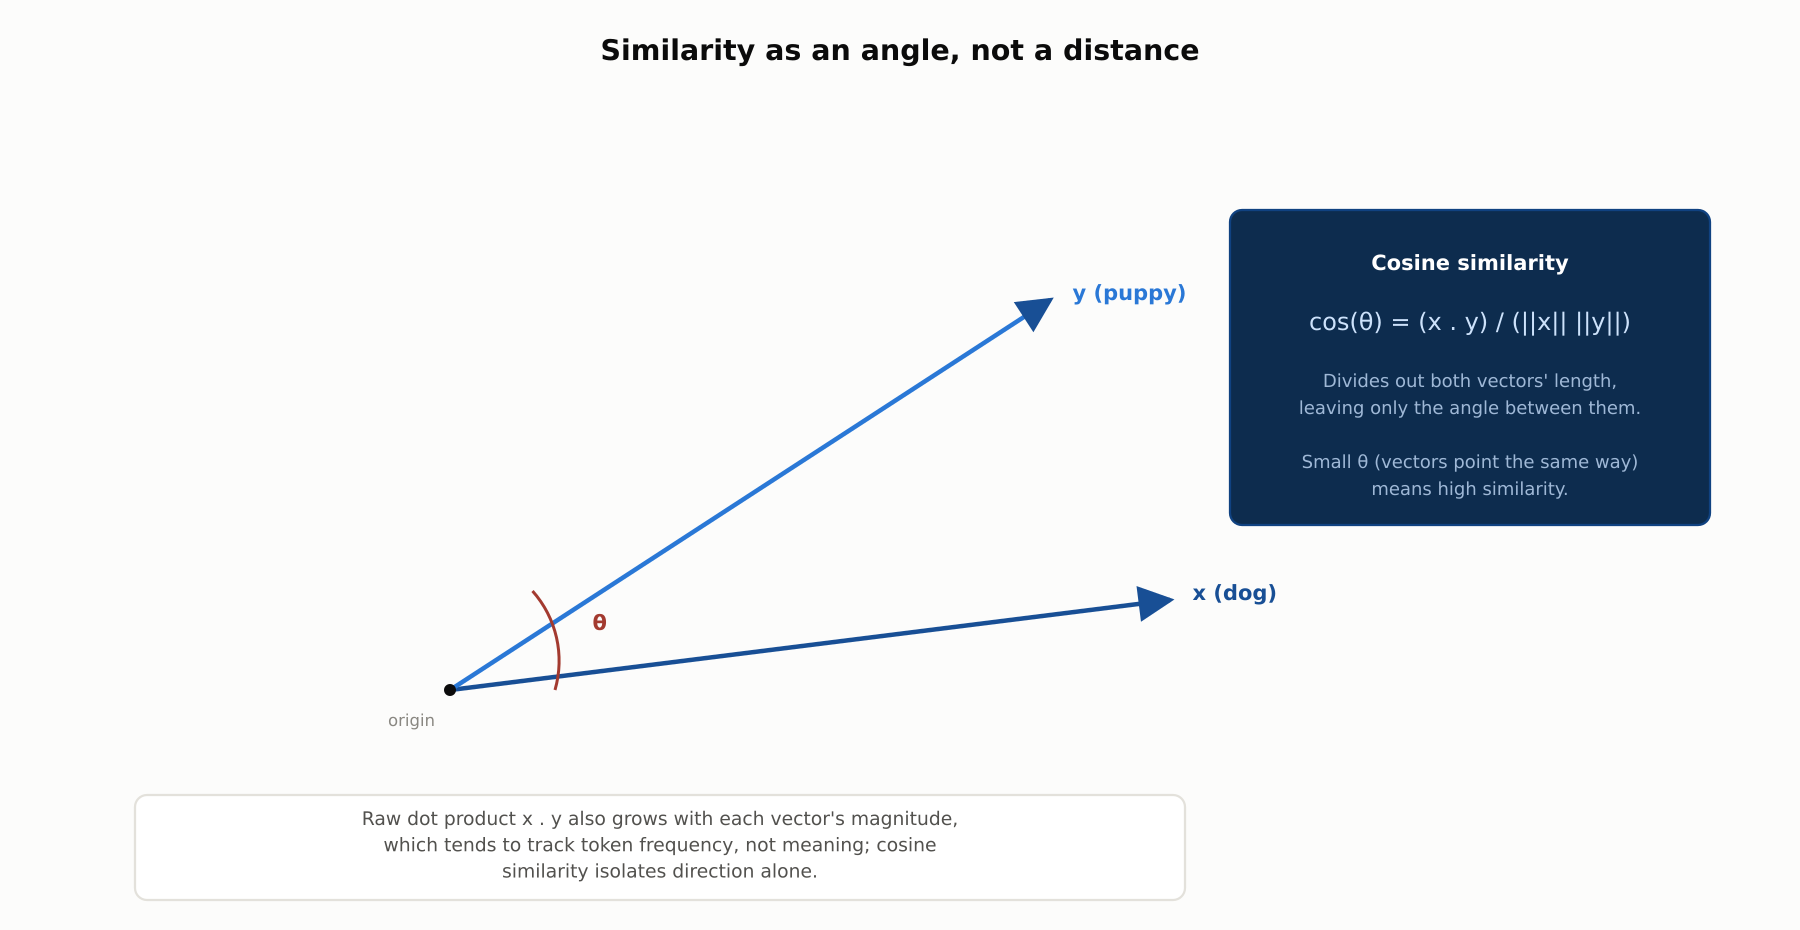 Similarity as an angle, not a distance
y (puppy)
Cosine similarity
cos(θ) = (x . y) / (||x|| ||y||)
Divides out both vectors' length,
leaving only the angle between them.
Small θ (vectors point the same way)
means high similarity.
x (dog)
θ
origin
Raw dot product x . y also grows with each vector's magnitude,
which tends to track token frequency, not meaning; cosine
similarity isolates direction alone.